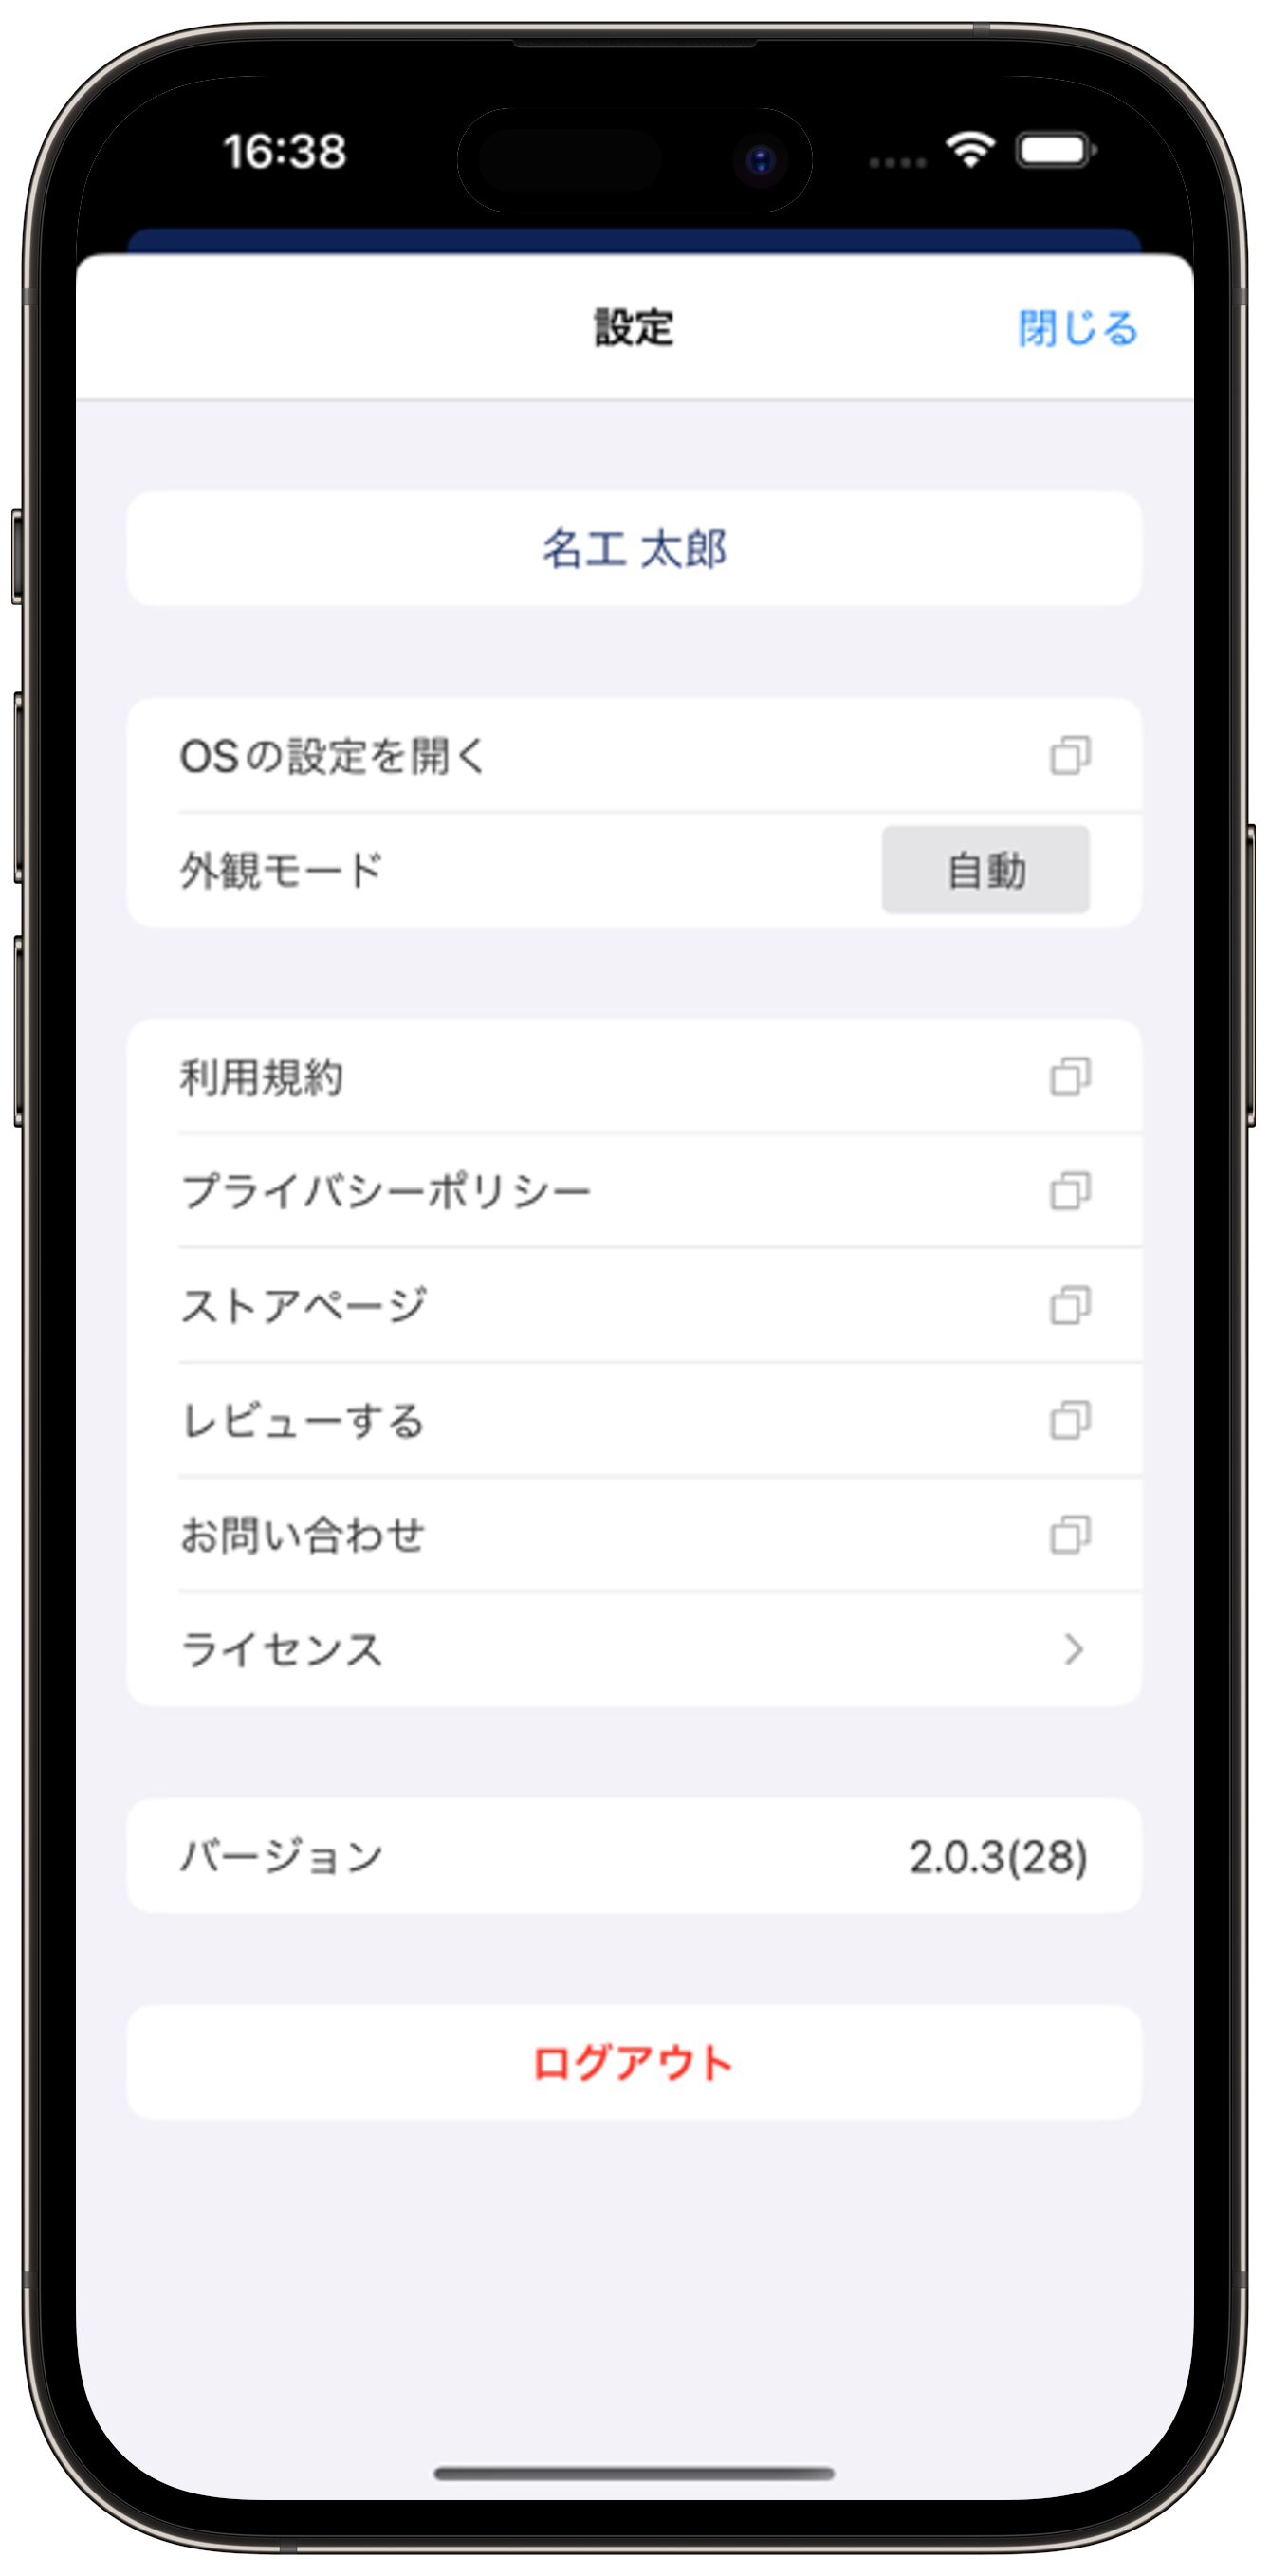 16:38
設定
閉じる
名工 太郎
OSの設定を開く
外観モード
自動
利用規約
プライバシーポリシー
ストアページ
レビューする
お問い合わせ
ライセンス
バージョン
2.0.3(28)
ログアウト